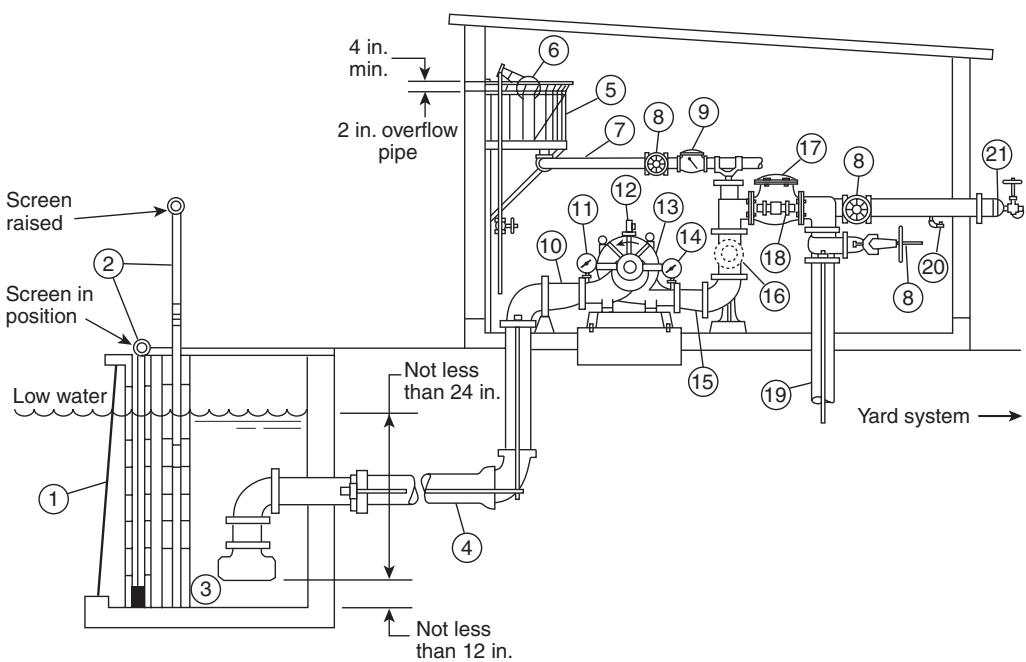 4 in.
min.
6
5
2 in. overflow
pipe
7
8
9
17
8
21
11
12
13
14
10
18
16
20
8
15
19
Yard system
Screen
raised
2
Screen in
position
Low water
Not less
than 24 in.
1
4
3
Not less
than 12 in.